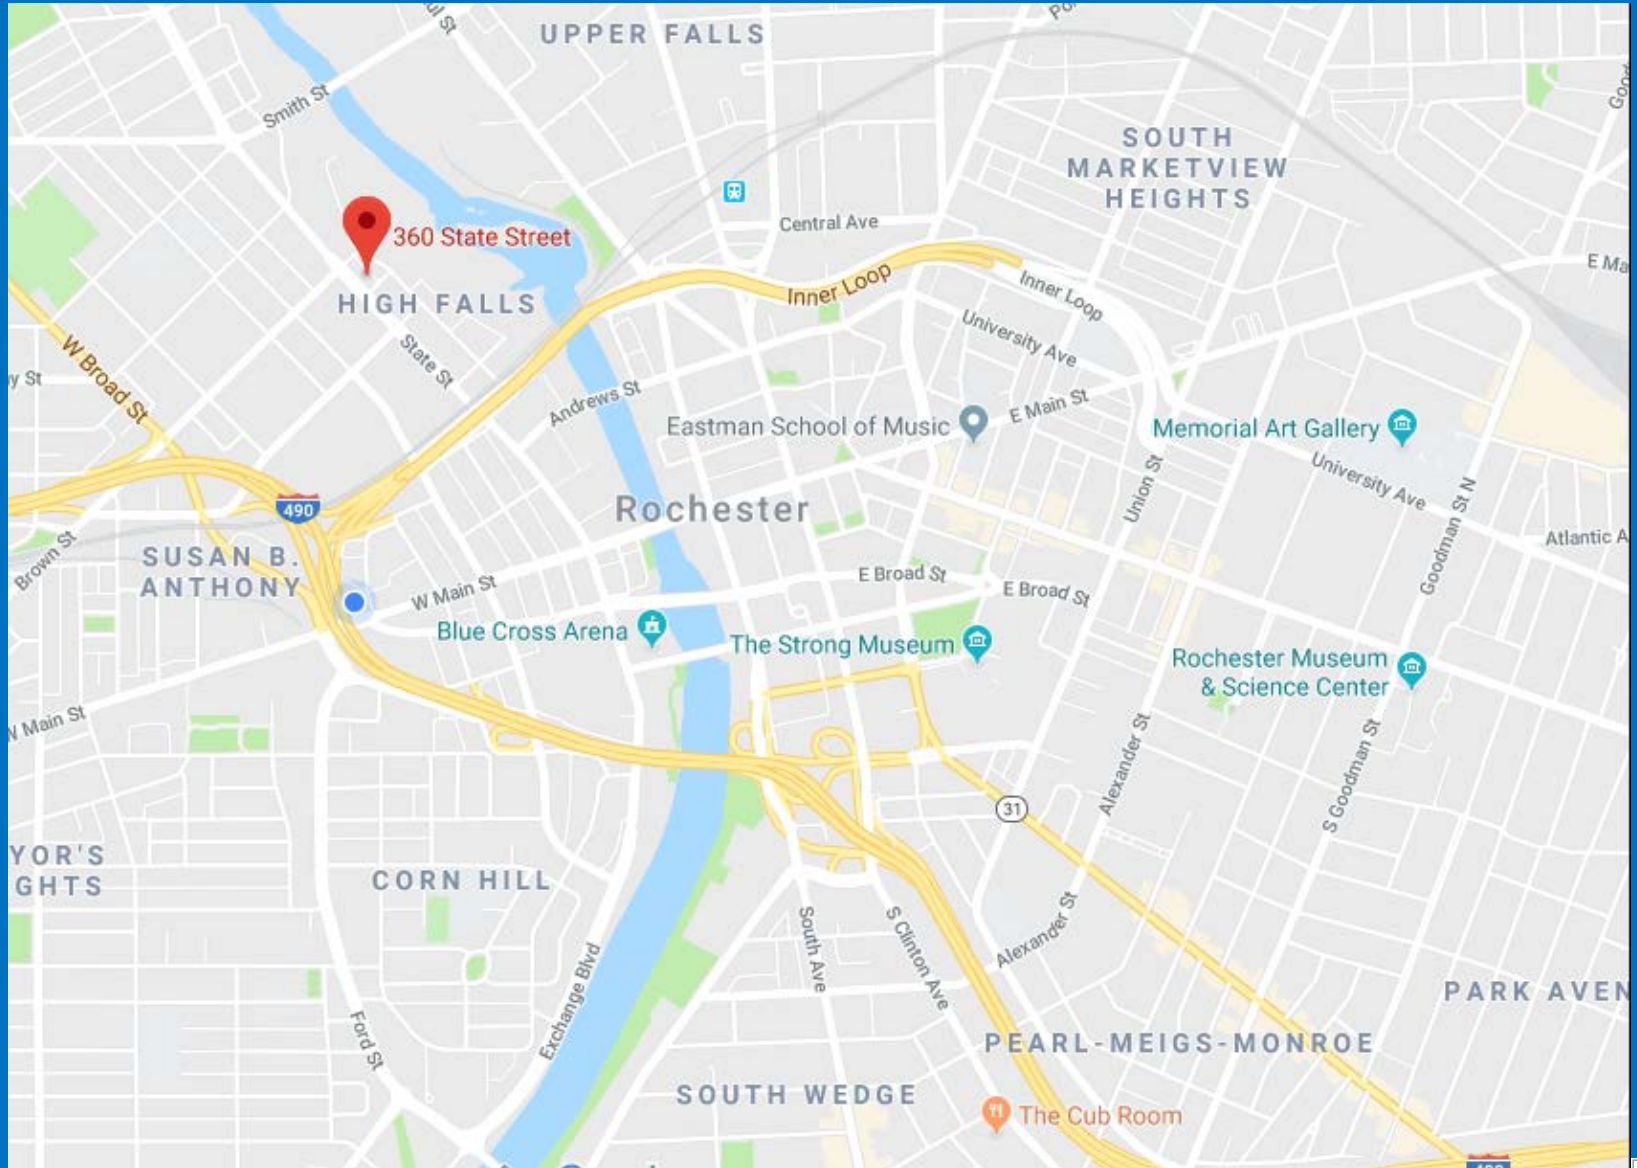 UPPER FALLS
Smith St
SOUTH
MARKETVIEW
HEIGHTS
Central Ave
360 State Street
E Ma
Inner Loop
Inner Loop
HIGH FALLS
University Ave
State St
W Broad St
y St
Andrews St
E Main St
Eastman School of Music
Memorial Art Gallery
University Ave
Union St
Goodman St N
490
Rochester
Atlantic A
Brown St
SUSAN B.
ANTHONY
W Main St
E Broad St
E Broad St
Blue Cross Arena
The Strong Museum
Rochester Museum
& Science Center
W Main St
Alexander St
S Goodman St
31
YOR'S
GHTS
CORN HILL
Alexander St
South Ave
S Clinton Ave
Exchange Blvd
Ford St
PARK AVEN
PEARL-MEIGS-MONROE
SOUTH WEDGE
The Cub Room